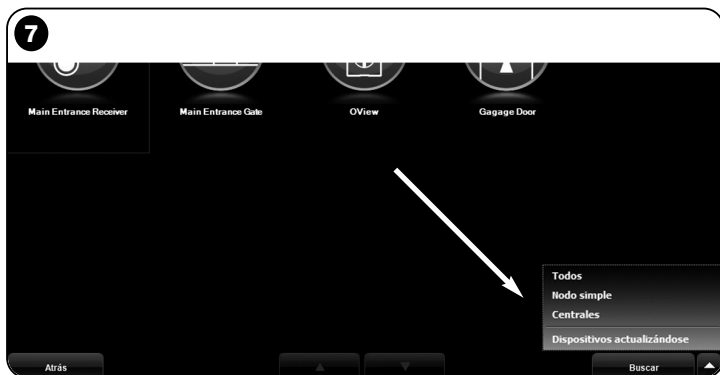 7
Main Entrance Receiver
Main Entrance Gate
OView
Gagage Door
Todos
Nodo simple
Centrales
Dispositivos actualizándose
Atrás
Buscar